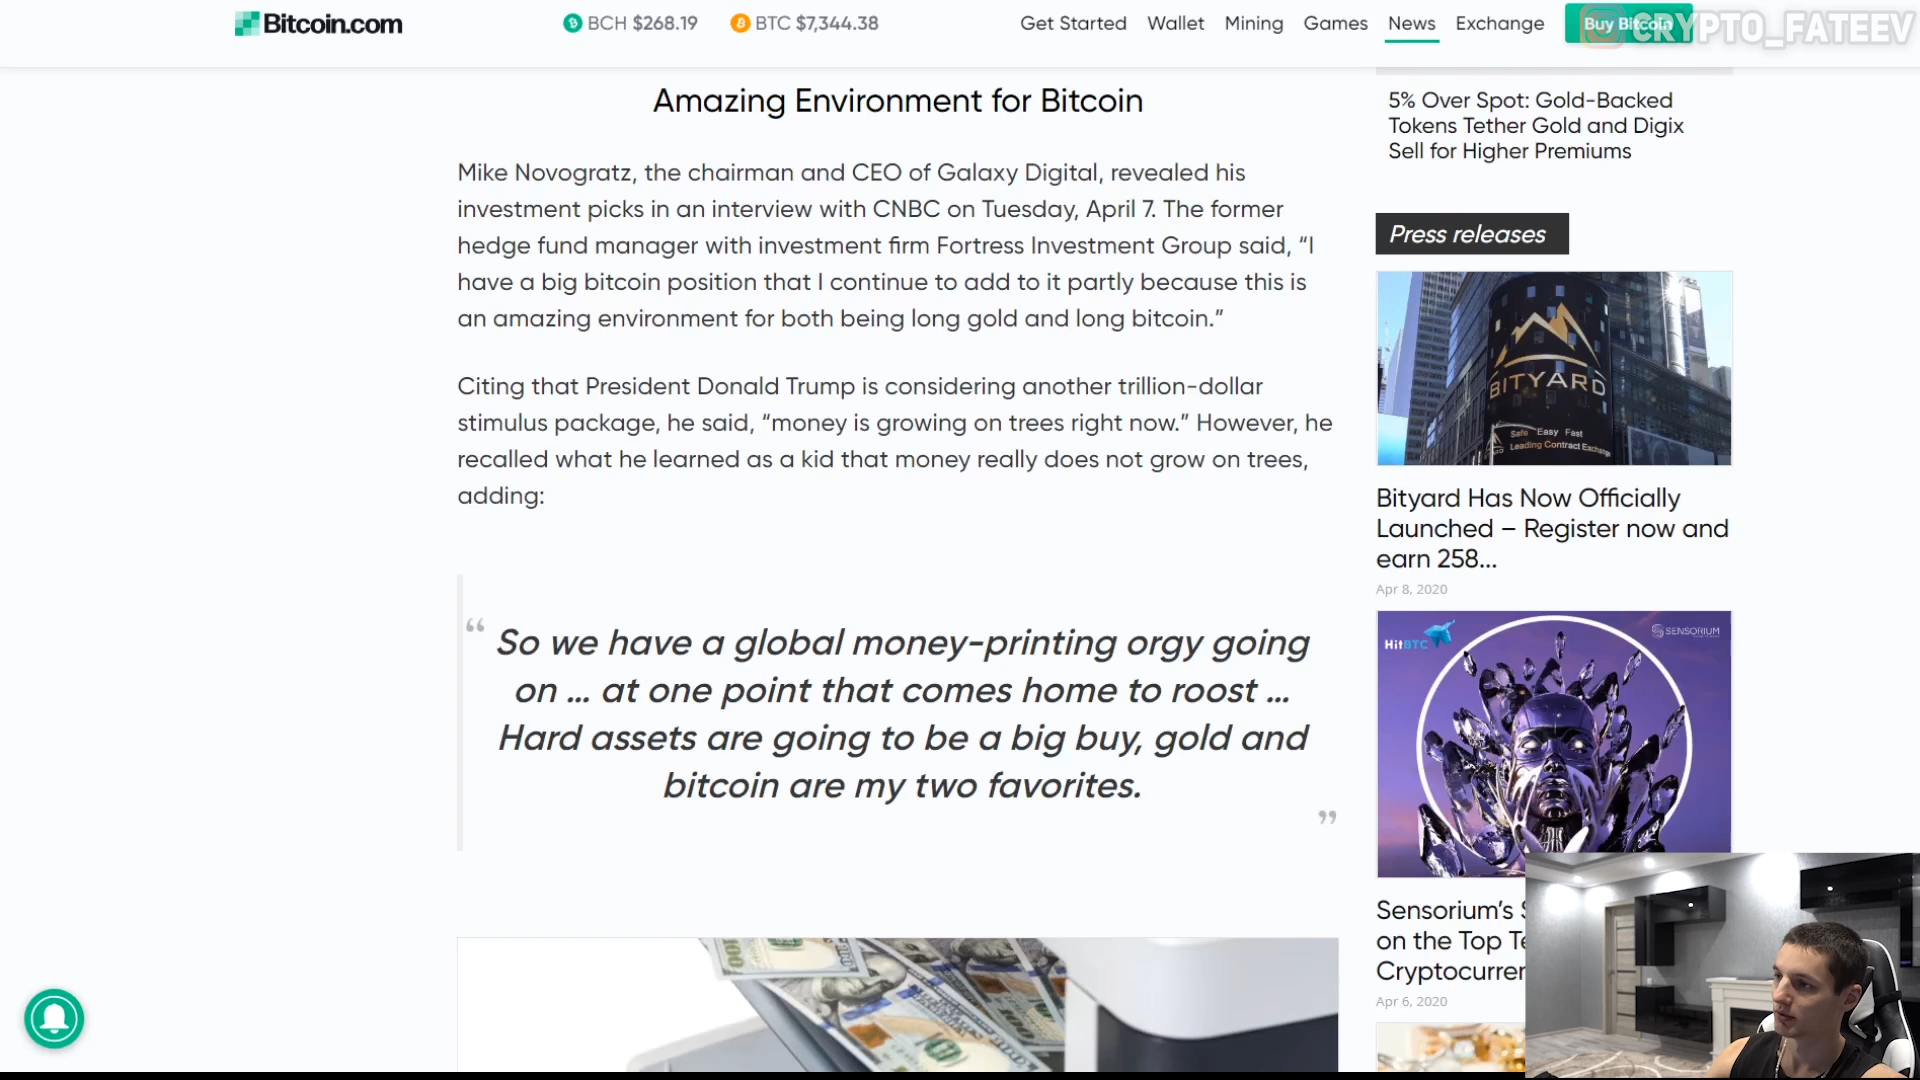 Bitcoin.com
BCH $268.19
BTC $7,344.38
Get Started
Wallet
Mining
Games
News
Exchange
Buy Bitcoin
CRYPTO_FATEEV
Amazing Environment for Bitcoin
Mike Novogratz, the chairman and CEO of Galaxy Digital, revealed his
investment picks in an interview with CNBC on Tuesday, April 7. The former
hedge fund manager with investment firm Fortress Investment Group said, “I
have a big bitcoin position that I continue to add to it partly because this is
an amazing environment for both being long gold and long bitcoin.”
Citing that President Donald Trump is considering another trillion-dollar
stimulus package, he said, “money is growing on trees right now.” However, he
recalled what he learned as a kid that money really does not grow on trees,
adding:
“ So we have a global money-printing orgy going
on … at one point that comes home to roost …
Hard assets are going to be a big buy, gold and
bitcoin are my two favorites.
”
5% Over Spot: Gold-Backed
Tokens Tether Gold and Digix
Sell for Higher Premiums
Press releases
BITYARD
Safe Easy Fast
Leading Contract Exchange
Bityard Has Now Officially
Launched – Register now and
earn 258...
Apr 8, 2020
HitBTC
SENSORIUM
Sensorium’s
on the Top
Apr 6, 2020